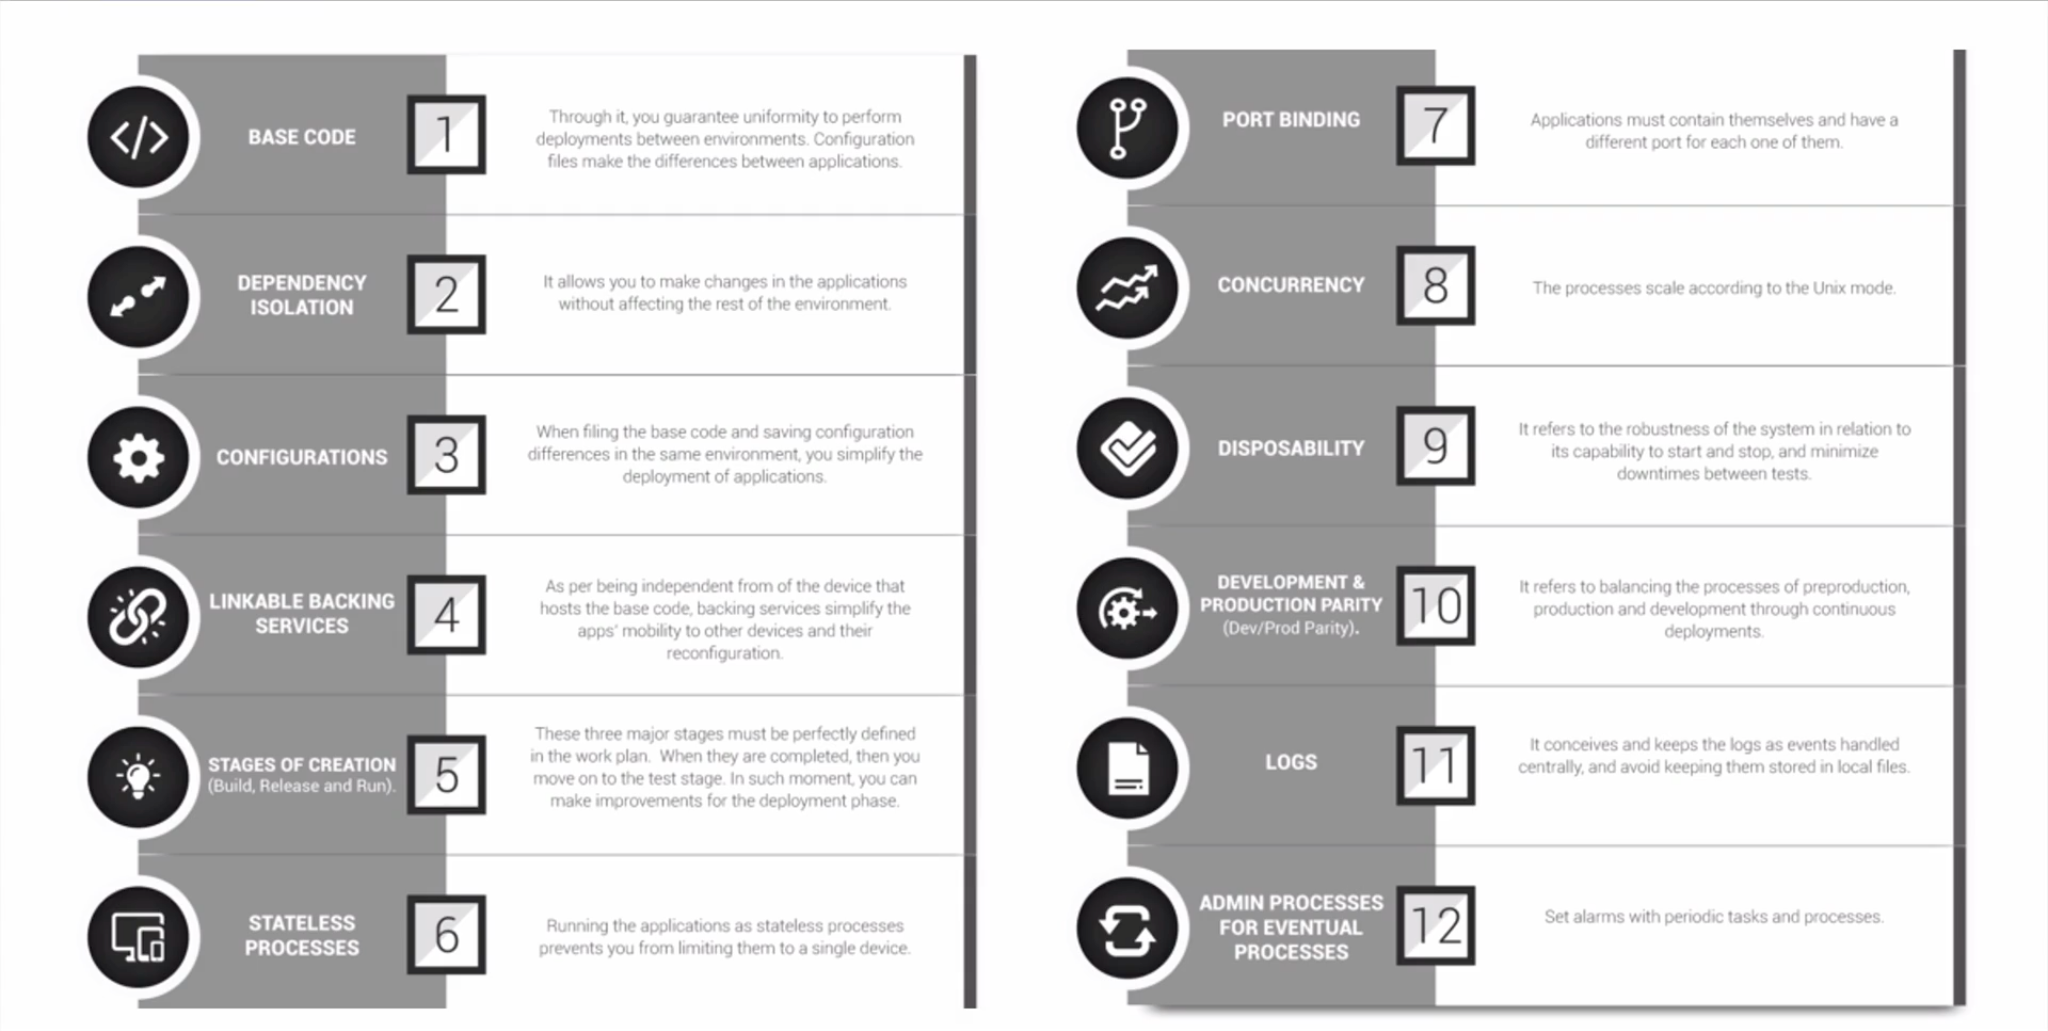 BASE CODE
1
Through it, you guarantee uniformity to perform
deployments between environments. Configuration
files make the differences between applications.
DEPENDENCY
ISOLATION
2
It allows you to make changes in the applications
without affecting the rest of the environment.
CONFIGURATIONS
3
When filing the base code and saving configuration
differences in the same environment, you simplify the
deployment of applications.
LINKABLE BACKING
SERVICES
4
As per being independent from of the device that
hosts the base code, backing services simplify the
apps' mobility to other devices and their
reconfiguration.
STAGES OF CREATION
(Build, Release and Run).
5
These three major stages must be perfectly defined
in the work plan. When they are completed, then you
move on to the test stage. In such moment, you can
make improvements for the deployment phase.
STATELESS
PROCESSES
6
Running the applications as stateless processes
prevents you from limiting them to a single device.
PORT BINDING
7
Applications must contain themselves and have a
different port for each one of them.
CONCURRENCY
8
The processes scale according to the Unix mode.
DISPOSABILITY
9
It refers to the robustness of the system in relation to
its capability to start and stop, and minimize
downtimes between tests.
DEVELOPMENT &
PRODUCTION PARITY
(Dev/Prod Parity).
10
It refers to balancing the processes of preproduction,
production and development through continuous
deployments.
LOGS
11
It conceives and keeps the logs as events handled
centrally, and avoid keeping them stored in local files.
ADMIN PROCESSES
FOR EVENTUAL
PROCESSES
12
Set alarms with periodic tasks and processes.